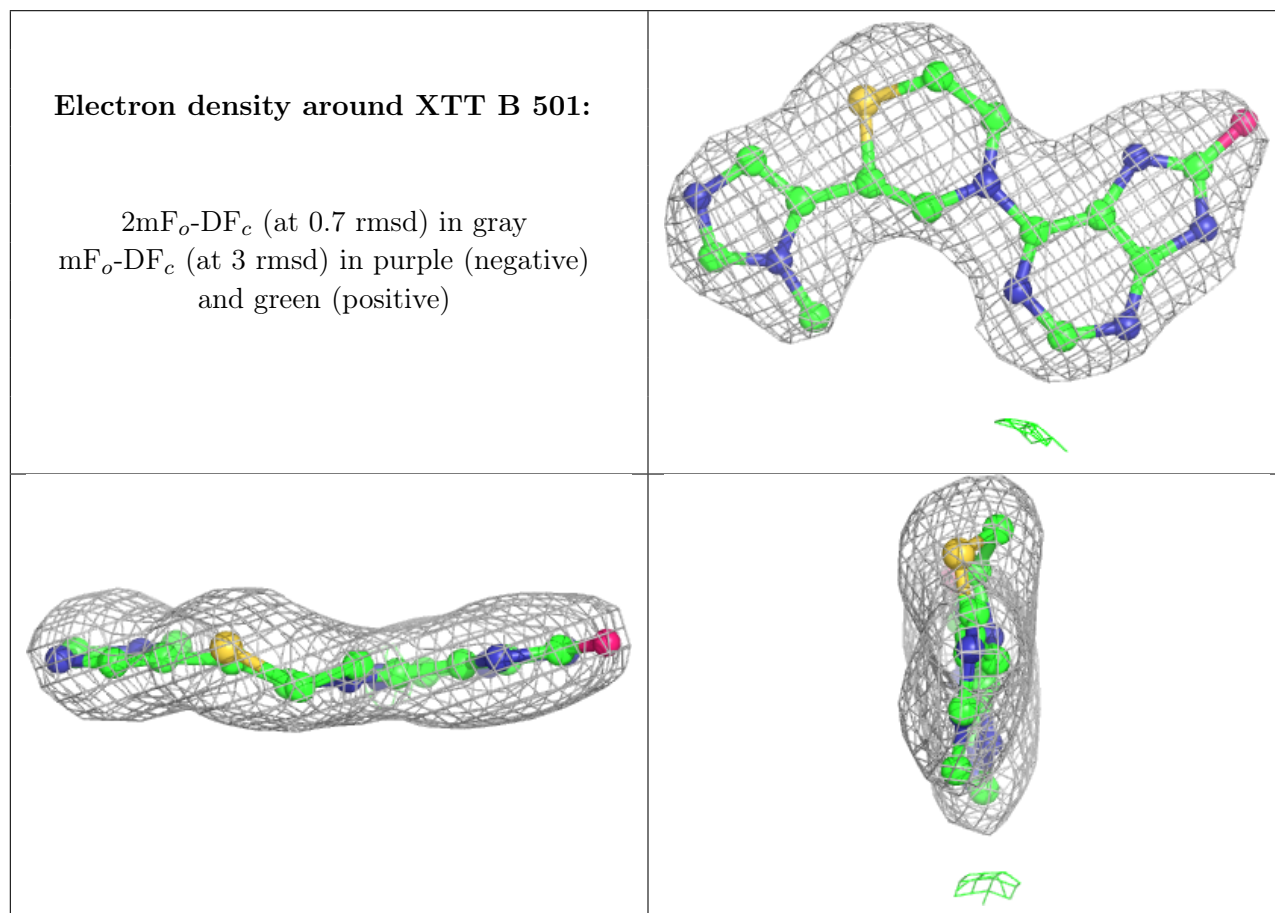 Electron density around XTT B 501:
2mFo-DFc (at 0.7 rmsd) in gray
mFo-DFc (at 3 rmsd) in purple (negative)
and green (positive)